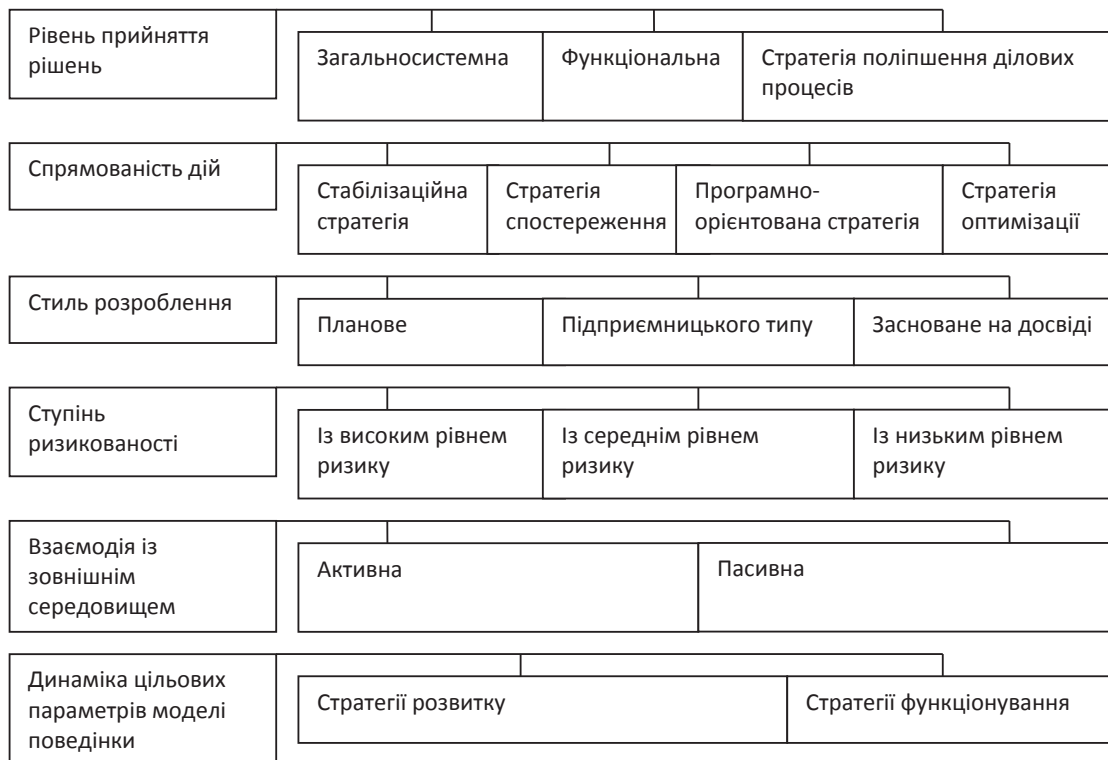 Рівень прийняття
рішень
Загальносистемна
Функціональна
Стратегія поліпшення ділових
процесів
Спрямованість дій
Стабілізаційна
стратегія
Стратегія
спостереження
Програмно-
орієнтована стратегія
Стратегія
оптимізації
Стиль розроблення
Планове
Підприємницького типу
Засноване на досвіді
Ступінь
ризикованості
Із високим рівнем
ризику
Із середнім рівнем
ризику
Із низьким рівнем
ризику
Взаємодія із
зовнішнім
середовищем
Активна
Пасивна
Динаміка цільових
параметрів моделі
поведінки
Стратегії розвитку
Стратегії функціонування